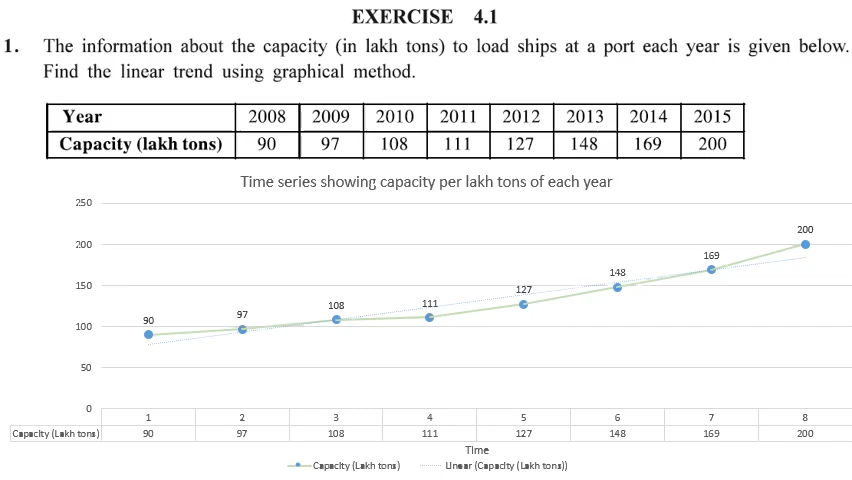 EXERCISE 4.1
1. The information about the capacity (in lakh tons) to load ships at a port each year is given below.
Find the linear trend using graphical method.
Year 2008 2009 2010 2011 2012 2013 2014 2015
Capacity (lakh tons) 90 97 108 111 127 148 169 200
Time series showing capacity per lakh tons of each year
250
200
150
100
50
0
90 97 108 111 127 148 169 200
1 2 3 4 5 6 7 8
Capacity (Lakh tons) 90 97 108 111 127 148 169 200
Time
Capacity (Lakh tons) Linear (Capacity (Lakh tons))